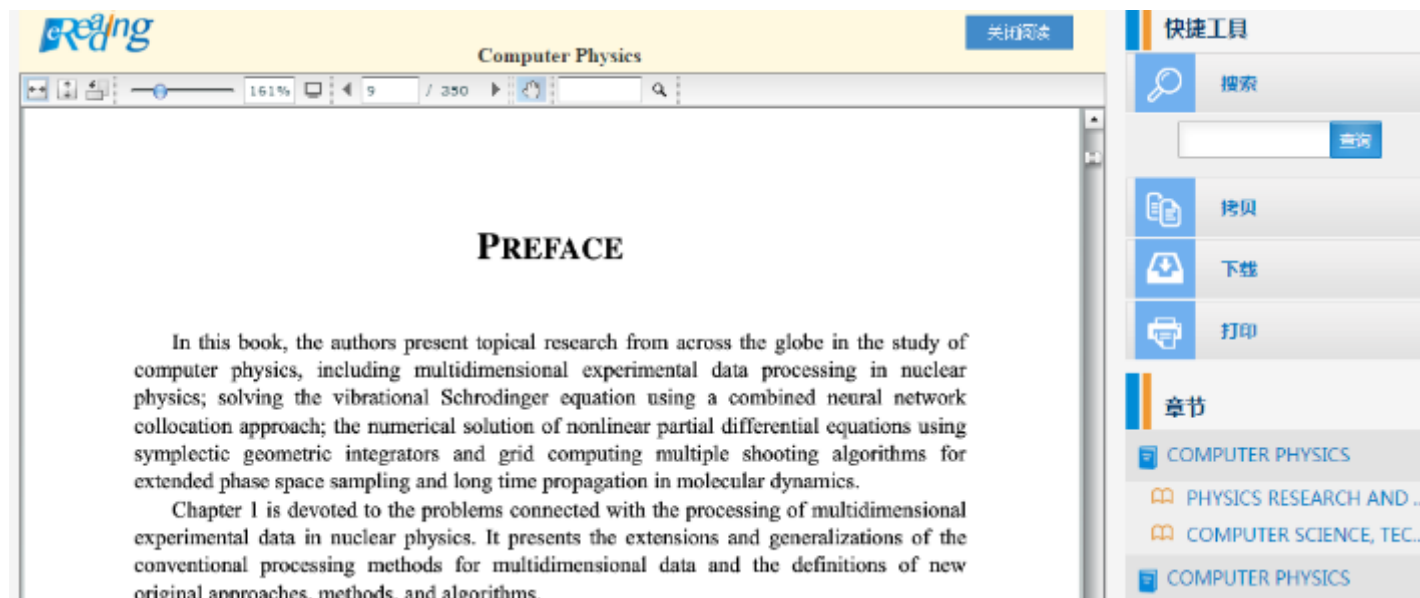 eReading
关闭阅读
Computer Physics
161%
9
/ 350
PREFACE
In this book, the authors present topical research from across the globe in the study of
computer physics, including multidimensional experimental data processing in nuclear
physics; solving the vibrational Schrodinger equation using a combined neural network
collocation approach; the numerical solution of nonlinear partial differential equations using
symplectic geometric integrators and grid computing multiple shooting algorithms for
extended phase space sampling and long time propagation in molecular dynamics.
Chapter 1 is devoted to the problems connected with the processing of multidimensional
experimental data in nuclear physics. It presents the extensions and generalizations of the
conventional processing methods for multidimensional data and the definitions of new
original approaches, methods, and algorithms.
快捷工具
搜索
查询
拷贝
下载
打印
章节
COMPUTER PHYSICS
PHYSICS RESEARCH AND ..
COMPUTER SCIENCE, TEC..
COMPUTER PHYSICS